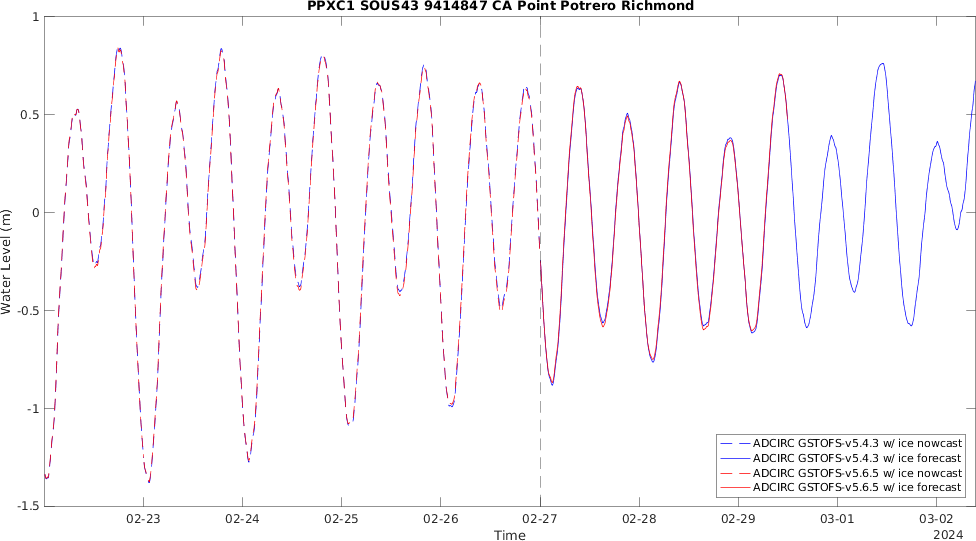 PPXC1 SOUS43 9414847 CA Point Potrero Richmond
1
0.5
0
-0.5
-1
-1.5
Water Level (m)
02-23
02-24
02-25
02-26
02-27
02-28
02-29
03-01
03-02
Time
2024
ADCIRC GSTOFS-v5.4.3 w/ ice nowcast
ADCIRC GSTOFS-v5.4.3 w/ ice forecast
ADCIRC GSTOFS-v5.6.5 w/ ice nowcast
ADCIRC GSTOFS-v5.6.5 w/ ice forecast